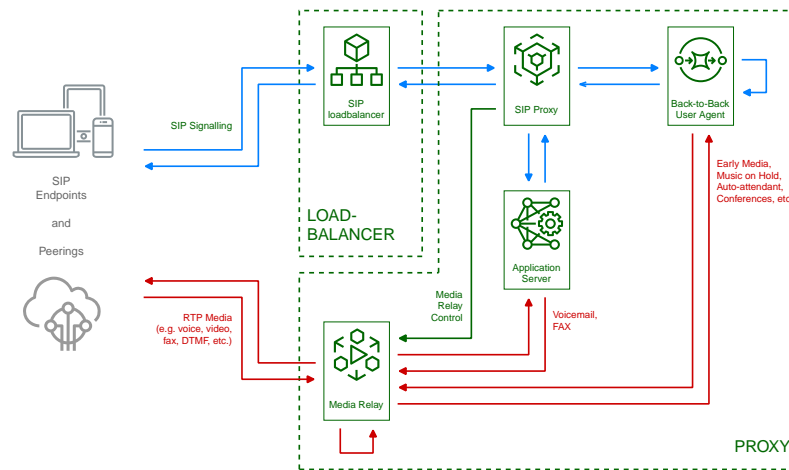 SIP
loadbalancer
SIP Proxy
Back-to-Back
User Agent
SIP Signalling
SIP
Endpoints
and
Peerings
Early Media,
Music on Hold,
Auto-attendant,
Conferences, etc
LOAD-
BALANCER
Application
Server
Media
Relay
Control
RTP Media
(e.g. voice, video,
fax, DTMF, etc.)
Voicemail,
FAX
Media Relay
PROXY